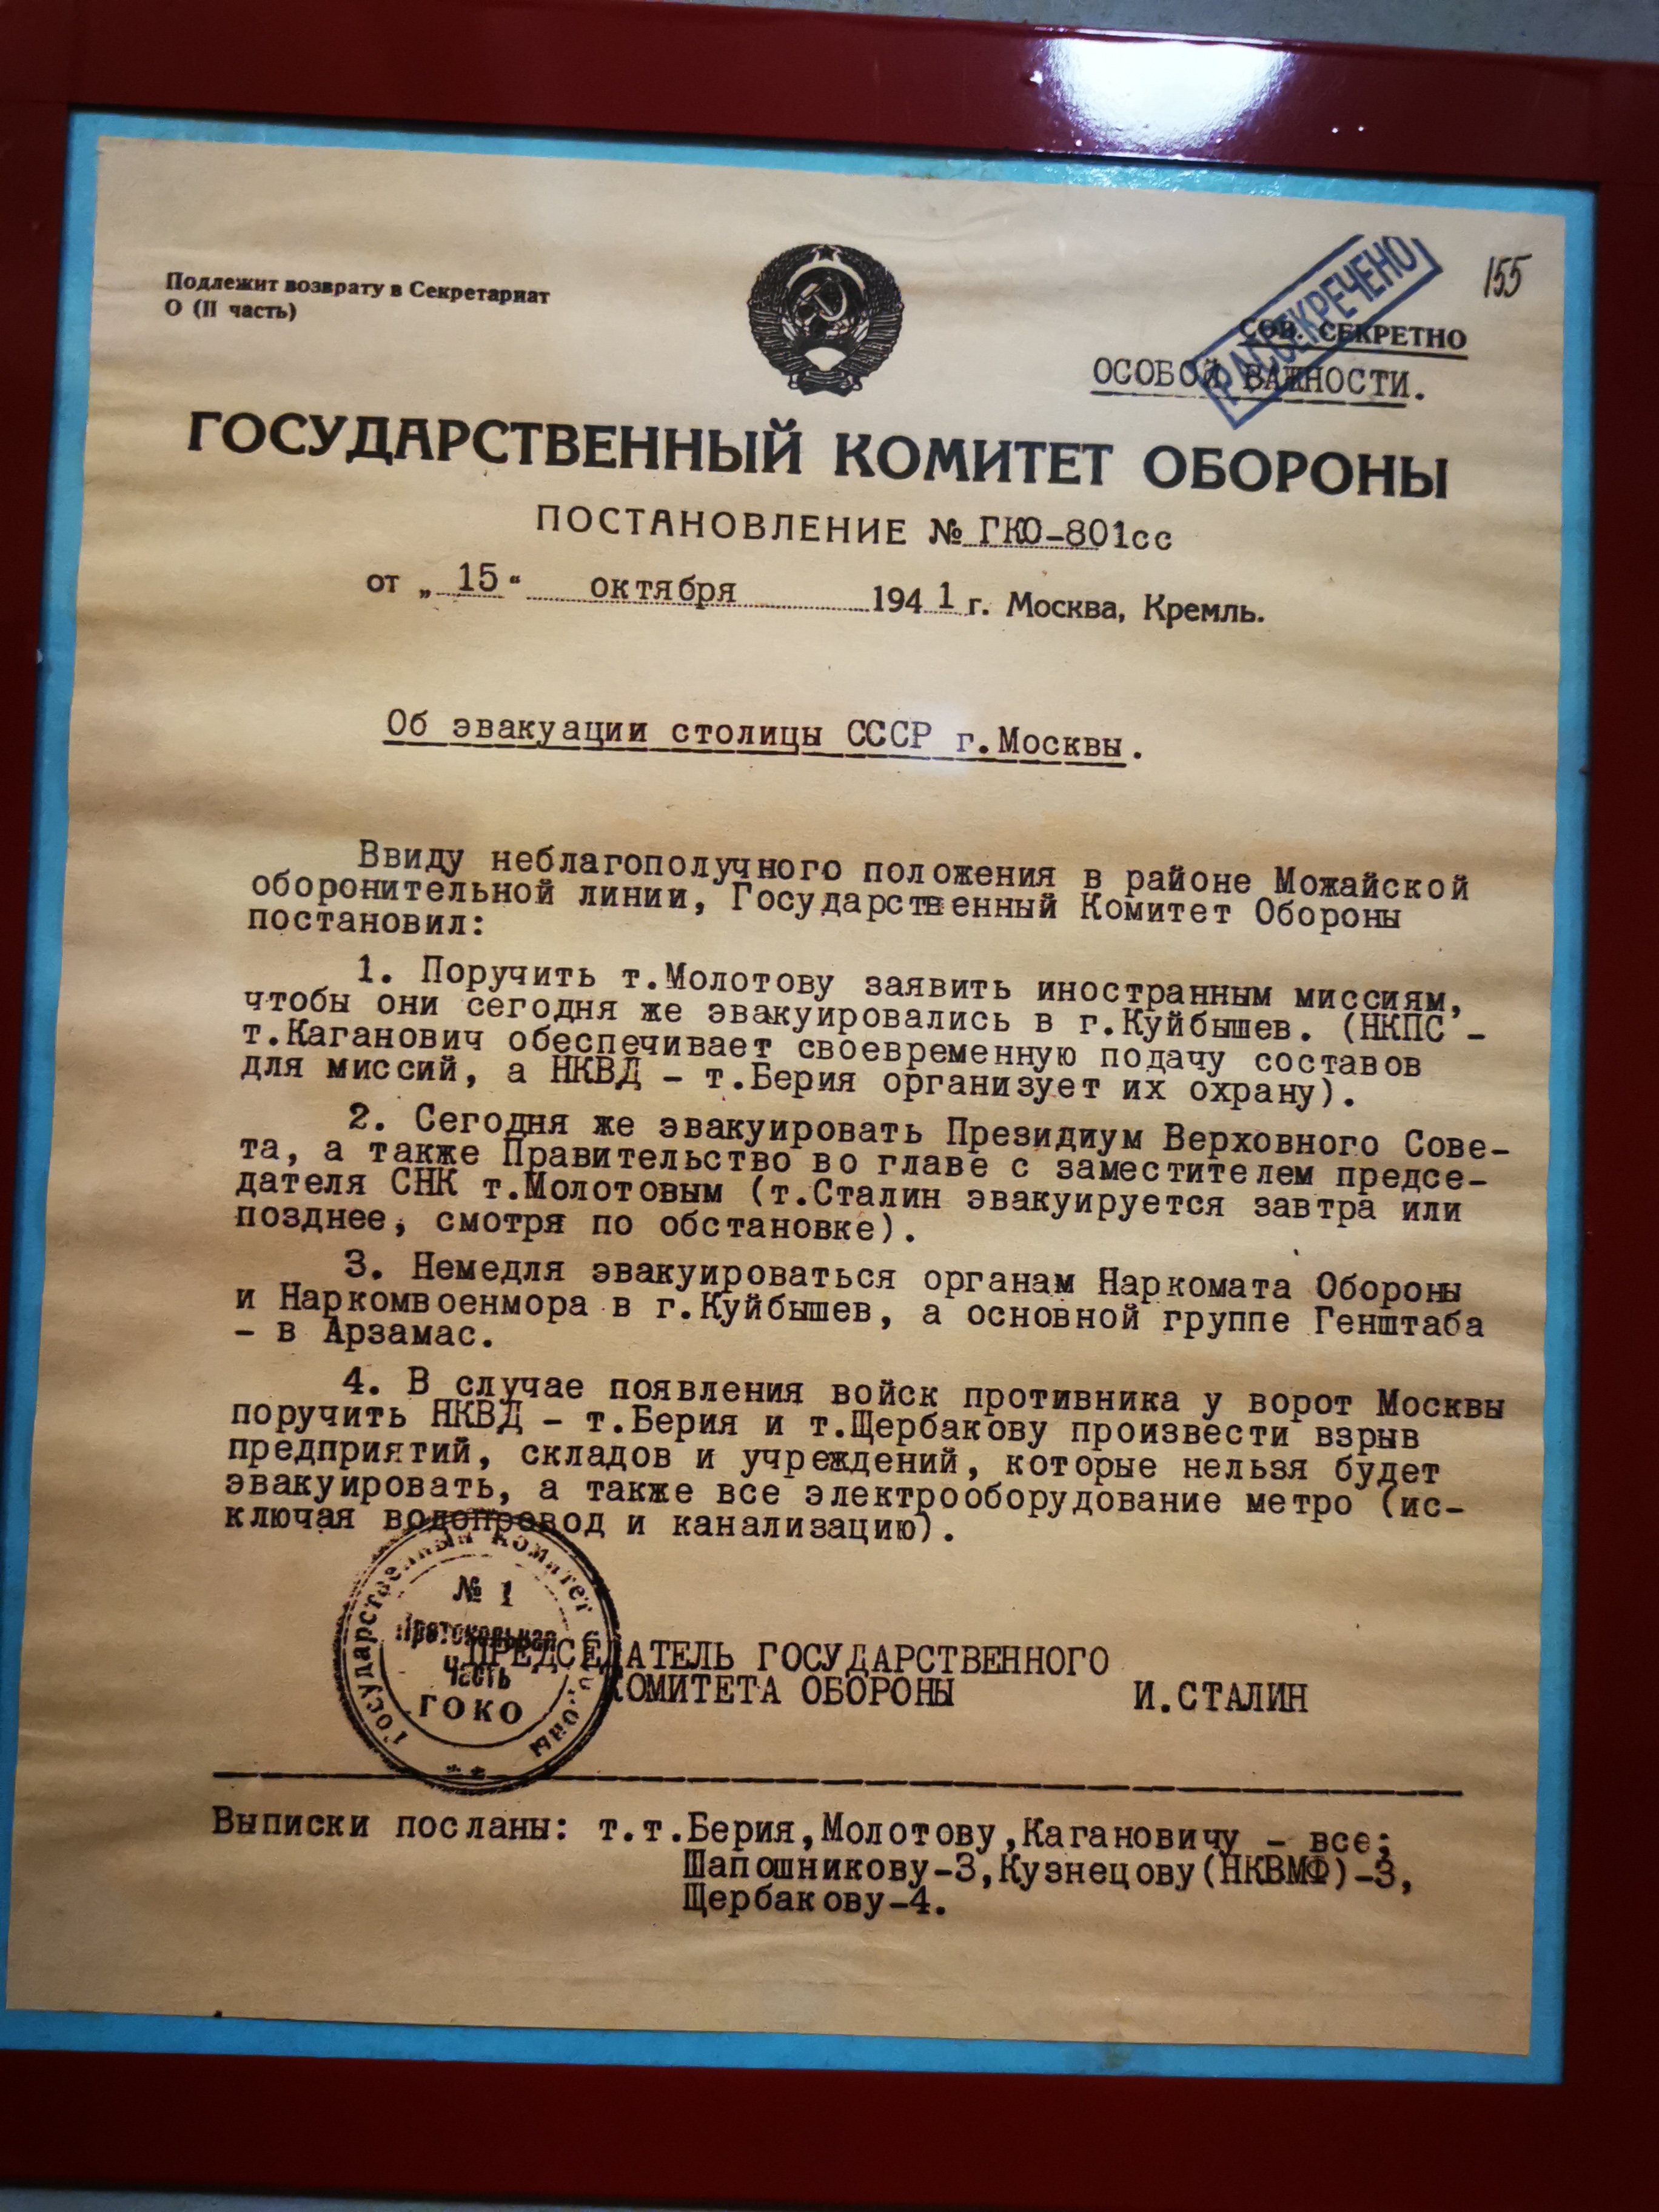 Подлежит возврату в Секретариат
О (II часть)
155
РАССЕКРЕЧЕНО
СОВ. СЕКРЕТНО
ОСОБОЙ ВАЖНОСТИ.
ГОСУДАРСТВЕННЫЙ КОМИТЕТ ОБОРОНЫ
ПОСТАНОВЛЕНИЕ № ГКО-801сс
от „ 15 “ октября 194 1 г. Москва, Кремль.
Об эвакуации столицы СССР г.Москвы.
Ввиду неблагополучного положения в районе Можайской
оборонительной линии, Государственный Комитет Обороны
постановил:
1. Поручить т.Молотову заявить иностранным миссиям,
чтобы они сегодня же эвакуировались в г.Куйбышев. (НКПС -
т.Каганович обеспечивает своевременную подачу составов
для миссий, а НКВД - т.Берия организует их охрану).
2. Сегодня же эвакуировать Президиум Верховного Сове-
та, а также Правительство во главе с заместителем предсе-
дателя СНК т.Молотовым (т.Сталин эвакуируется завтра или
позднее, смотря по обстановке).
3. Немедля эвакуироваться органам Наркомата Обороны
и Наркомвоенмора в г.Куйбышев, а основной группе Генштаба
- в Арзамас.
4. В случае появления войск противника у ворот Москвы
поручить НКВД - т.Берия и т.Щербакову произвести взрыв
предприятий, складов и учреждений, которые нельзя будет
эвакуировать, а также все электрооборудование метро (ис-
ключая водопровод и канализацию).
Государственный Комитет Обороны
№ 1
Протокольная
Часть
ГОКО
ПРЕДСЕДАТЕЛЬ ГОСУДАРСТВЕННОГО
КОМИТЕТА ОБОРОНЫ И.СТАЛИН
Выписки посланы: т.т.Берия,Молотову,Кагановичу - все;
Шапошникову-3,Кузнецову(НКВМФ)-3,
Щербакову-4.